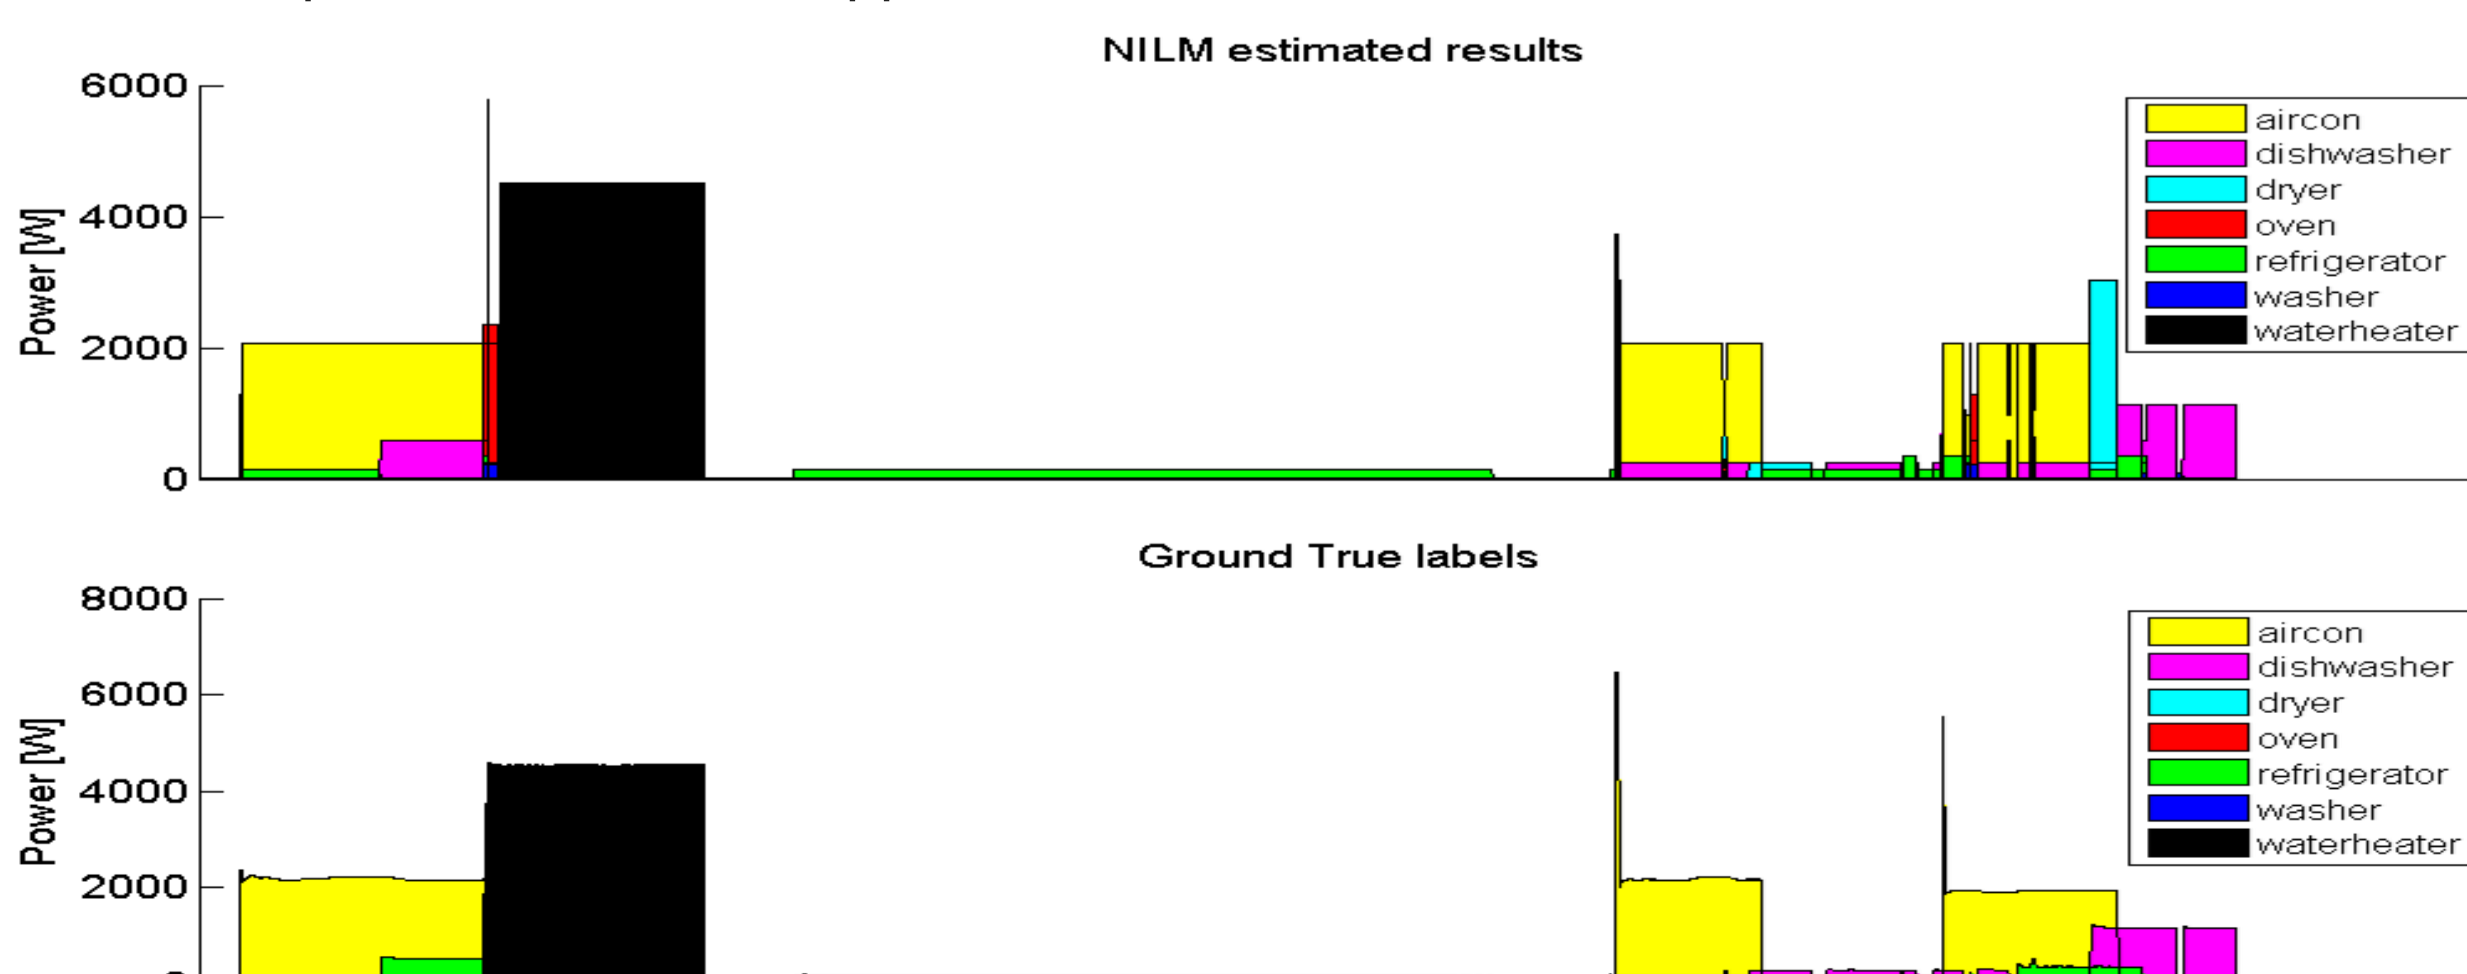 NILM estimated results
6000
4000
2000
0
Power [W]
aircon
dishwasher
dryer
oven
refrigerator
washer
waterheater
Ground True labels
8000
6000
4000
2000
Power [W]
aircon
dishwasher
dryer
oven
refrigerator
washer
waterheater